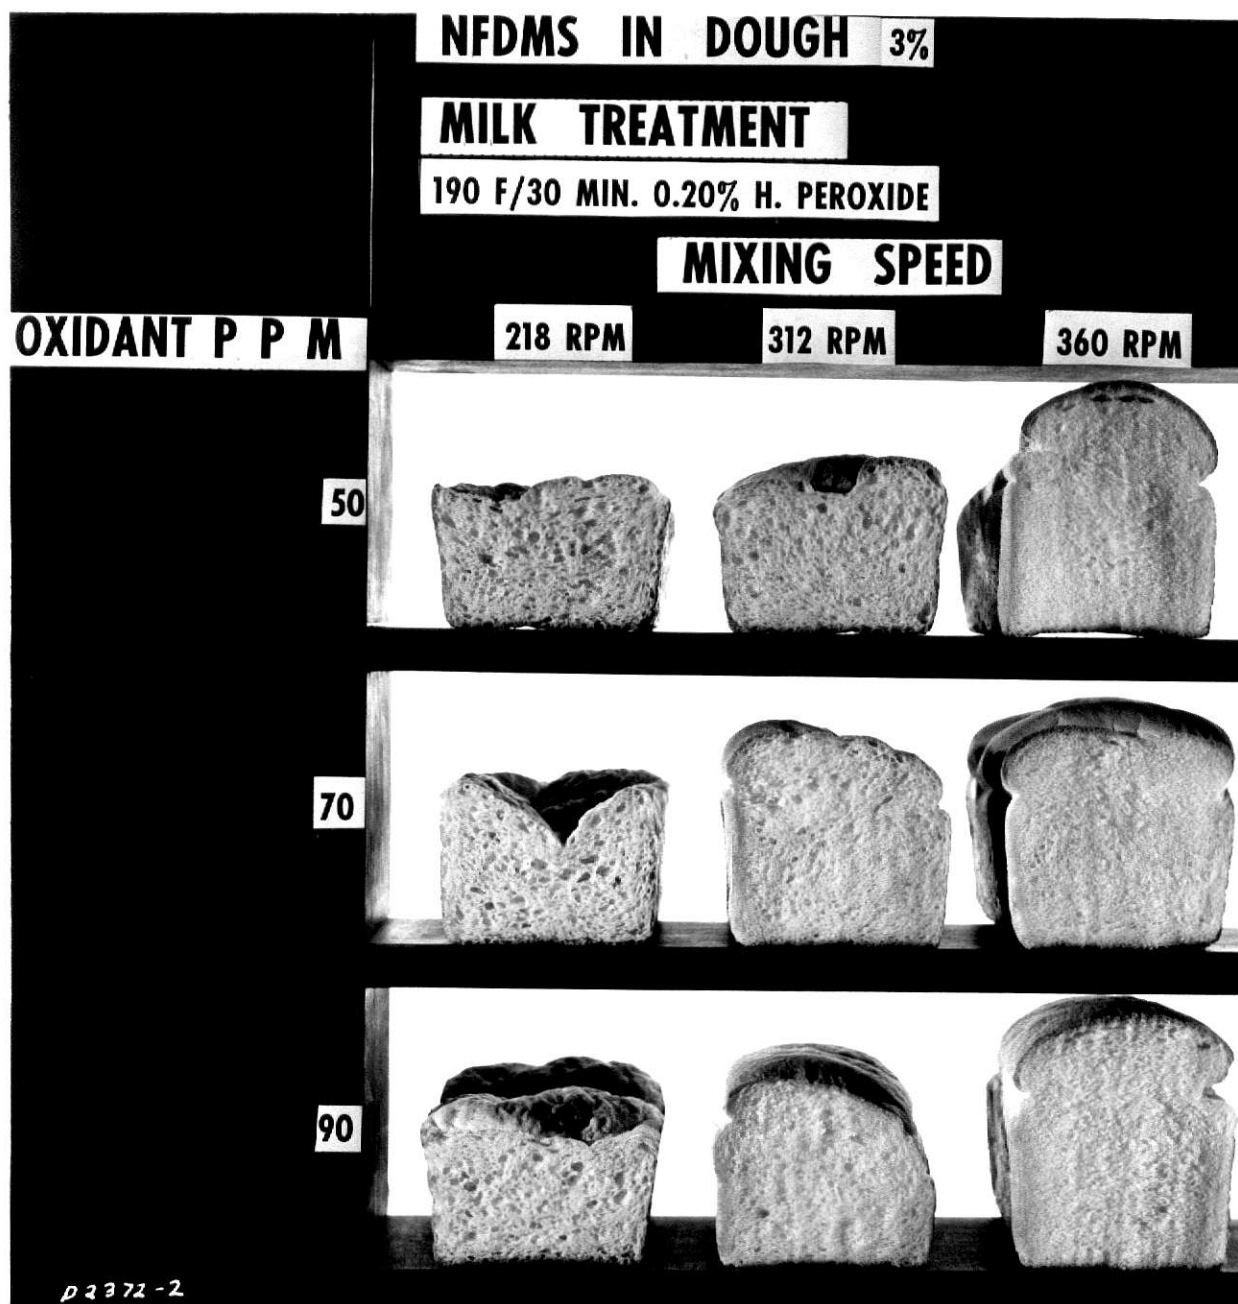 NFDMS IN DOUGH 3%
MILK TREATMENT
190 F/30 MIN. 0.20% H. PEROXIDE
MIXING SPEED
OXIDANT P P M 218 RPM 312 RPM 360 RPM
50
70
90
D2372-2